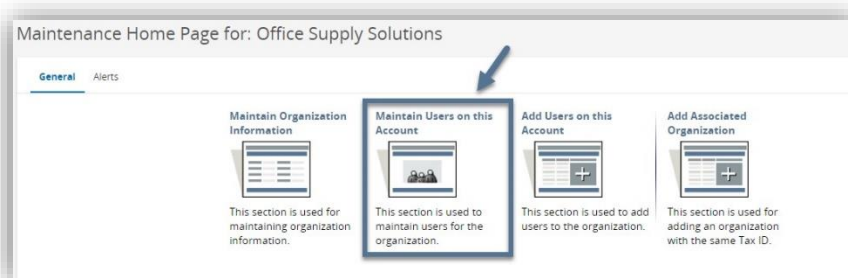 Maintenance Home Page for: Office Supply Solutions
General Alerts
Maintain Organization
Information
This section is used for
maintaining organization
information.
Maintain Users on this
Account
This section is used to
maintain users for the
organization.
Add Users on this
Account
This section is used to add
users to the organization.
Add Associated
Organization
This section is used for
adding an organization
with the same Tax ID.